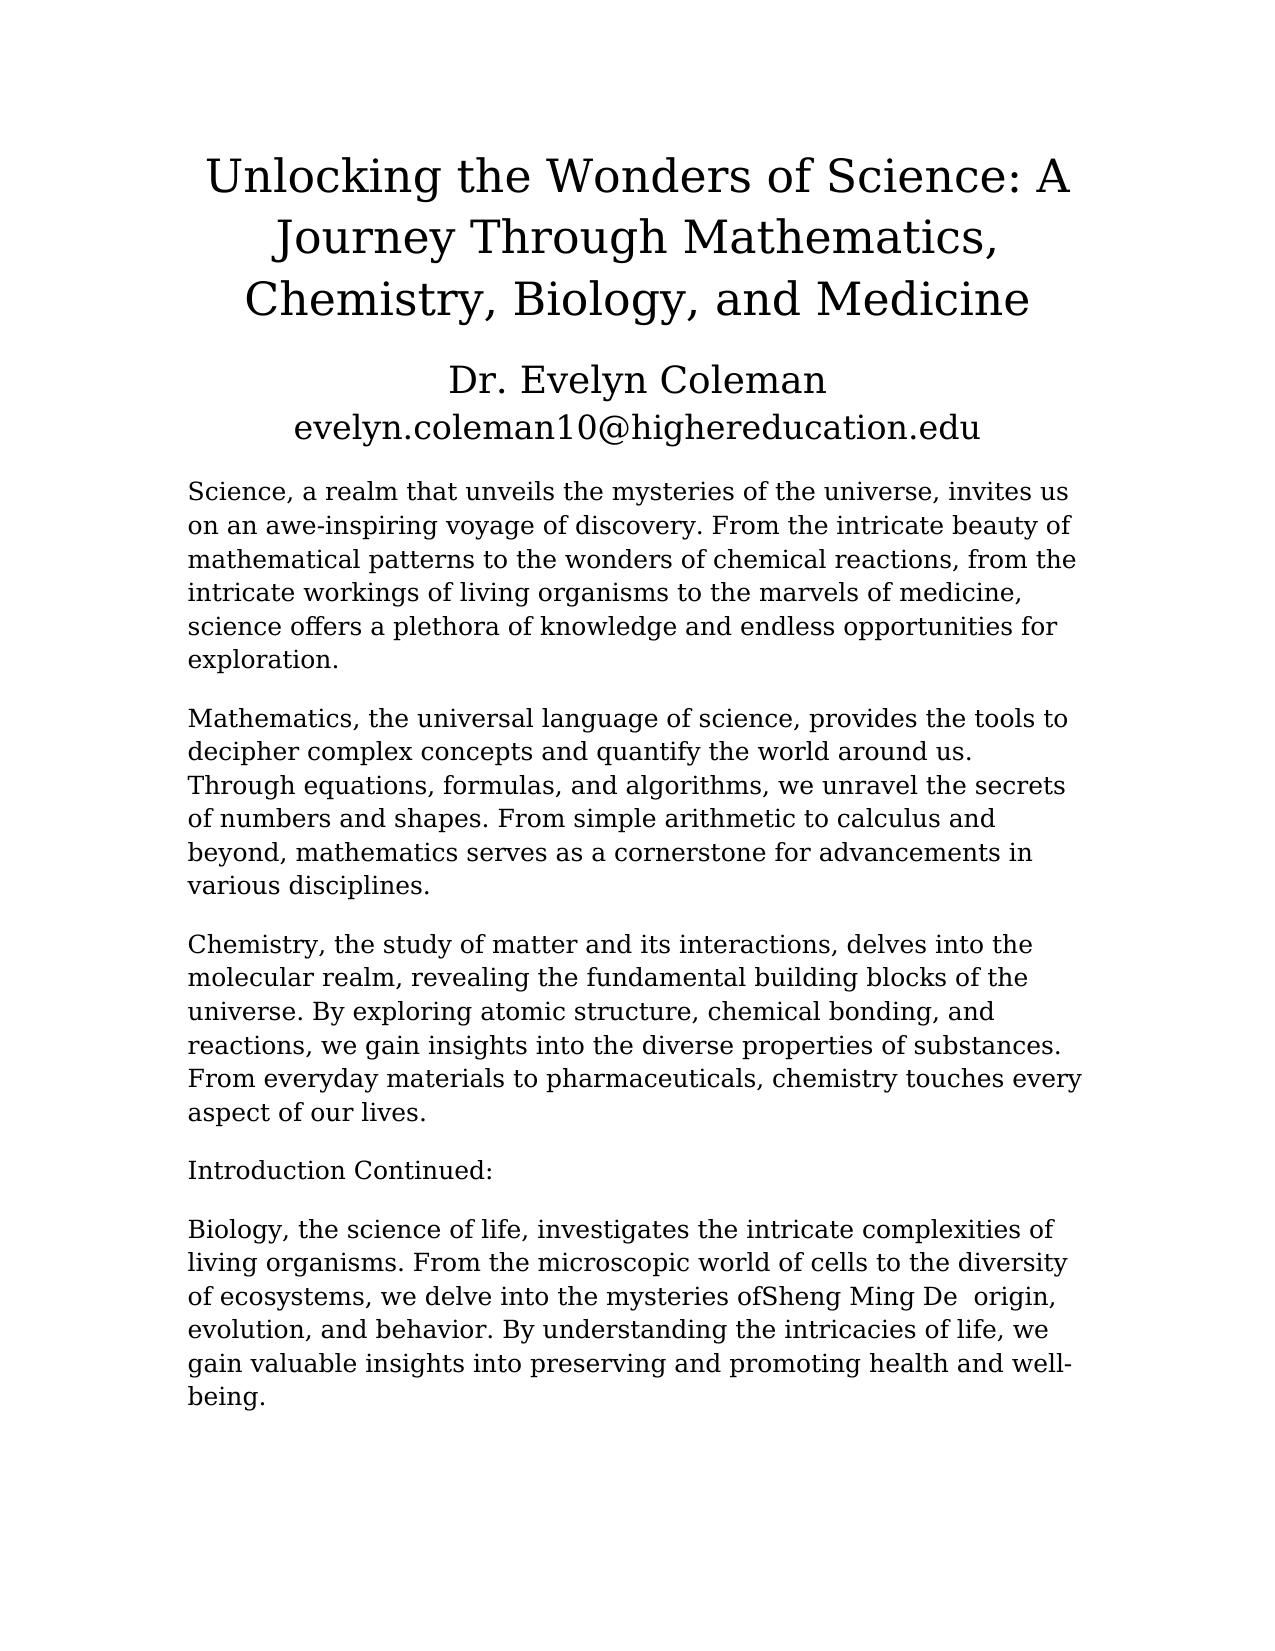 Unlocking the Wonders of Science: A
Journey Through Mathematics,
Chemistry, Biology, and Medicine
Dr. Evelyn Coleman
evelyn.coleman10@highereducation.edu
Science, a realm that unveils the mysteries of the universe, invites us
on an awe-inspiring voyage of discovery. From the intricate beauty of
mathematical patterns to the wonders of chemical reactions, from the
intricate workings of living organisms to the marvels of medicine,
science offers a plethora of knowledge and endless opportunities for
exploration.
Mathematics, the universal language of science, provides the tools to
decipher complex concepts and quantify the world around us.
Through equations, formulas, and algorithms, we unravel the secrets
of numbers and shapes. From simple arithmetic to calculus and
beyond, mathematics serves as a cornerstone for advancements in
various disciplines.
Chemistry, the study of matter and its interactions, delves into the
molecular realm, revealing the fundamental building blocks of the
universe. By exploring atomic structure, chemical bonding, and
reactions, we gain insights into the diverse properties of substances.
From everyday materials to pharmaceuticals, chemistry touches every
aspect of our lives.
Introduction Continued:
Biology, the science of life, investigates the intricate complexities of
living organisms. From the microscopic world of cells to the diversity
of ecosystems, we delve into the mysteries ofSheng Ming De  origin,
evolution, and behavior. By understanding the intricacies of life, we
gain valuable insights into preserving and promoting health and well-
being.